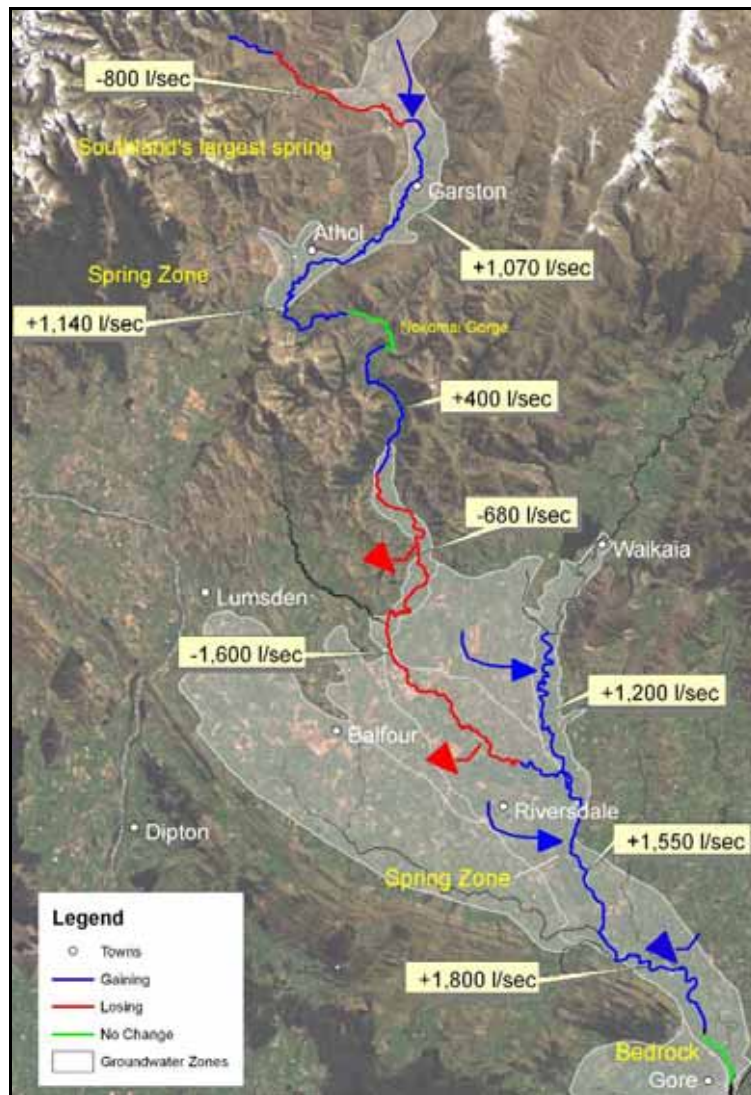 -800 l/sec
Southland's largest spring
Garston
Athol
Spring Zone
+1,070 l/sec
+1,140 l/sec
Nokomai Gorge
+400 l/sec
-680 l/sec
Waikaia
Lumsden
-1,600 l/sec
+1,200 l/sec
Balfour
Riversdale
Dipton
+1,550 l/sec
Spring Zone
Legend
Towns
Gaining
Losing
No Change
Groundwater Zones
+1,800 l/sec
Bedrock
Gore